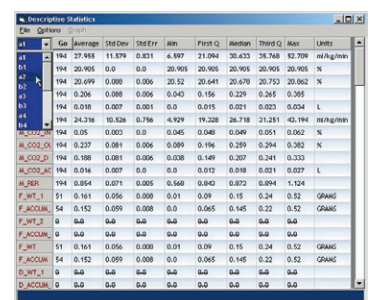 Descriptive Statistics
File Options Graph
a1 Go Average Std Dev Std Err Min First Q Median Third Q Max Units
a1 194 27.955 11.579 0.831 6.597 21.094 30.633 35.768 52.709 ml/kg/min
b1 194 20.905 0.0 0.0 20.905 20.905 20.905 20.905 20.905 %
a2 194 20.699 0.088 0.006 20.52 20.641 20.678 20.753 20.862 %
b2 194 0.206 0.088 0.006 0.043 0.156 0.229 0.265 0.385
a3 194 0.018 0.007 0.001 0.0 0.015 0.021 0.023 0.034 L
b3
a4 194 24.316 10.526 0.756 4.929 19.328 26.718 31.251 43.194 ml/kg/min
b4
M_CO2_IN 194 0.05 0.003 0.0 0.045 0.048 0.049 0.051 0.062 %
M_CO2_OU 194 0.237 0.081 0.006 0.089 0.196 0.259 0.294 0.382 %
M_CO2_D 194 0.188 0.081 0.006 0.038 0.149 0.207 0.241 0.333
M_CO2_AC 194 0.016 0.007 0.0 0.0 0.012 0.018 0.021 0.027 L
M_RER 194 0.854 0.071 0.005 0.568 0.843 0.873 0.894 1.124
F_WT_1 51 0.161 0.056 0.008 0.01 0.09 0.15 0.24 0.52 GRAMS
F_ACCUM_ 54 0.152 0.059 0.008 0.0 0.065 0.145 0.22 0.52 GRAMS
F_WT_2 0 0.0 0.0 0.0 0.0 0.0 0.0 0.0 0.0
F_ACCUM_ 0 0.0 0.0 0.0 0.0 0.0 0.0 0.0 0.0
F_WT 51 0.161 0.056 0.008 0.01 0.09 0.15 0.24 0.52 GRAMS
F_ACCUM 54 0.152 0.059 0.008 0.0 0.065 0.145 0.22 0.52 GRAMS
D_WT_1 0 0.0 0.0 0.0 0.0 0.0 0.0 0.0 0.0
D_ACCUM_ 0 0.0 0.0 0.0 0.0 0.0 0.0 0.0 0.0